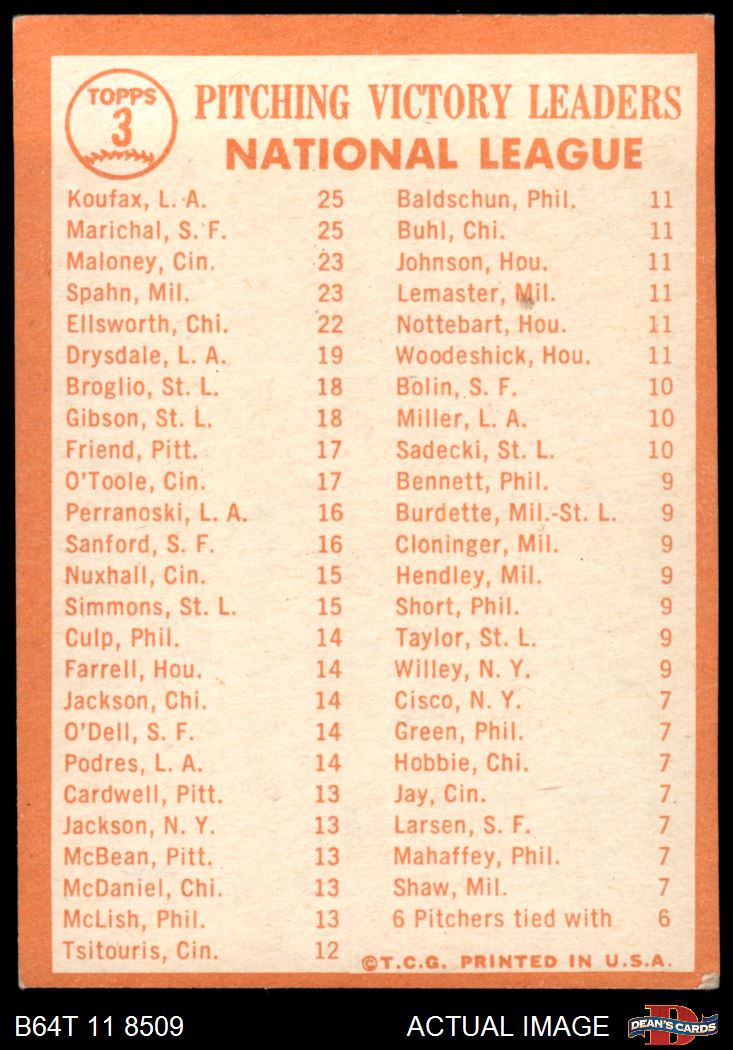 TOPPS
3
PITCHING VICTORY LEADERS
NATIONAL LEAGUE
Koufax, L. A. 25
Marichal, S. F. 25
Maloney, Cin. 23
Spahn, Mil. 23
Ellsworth, Chi. 22
Drysdale, L. A. 19
Broglio, St. L. 18
Gibson, St. L. 18
Friend, Pitt. 17
O'Toole, Cin. 17
Perranoski, L. A. 16
Sanford, S. F. 16
Nuxhall, Cin. 15
Simmons, St. L. 15
Culp, Phil. 14
Farrell, Hou. 14
Jackson, Chi. 14
O'Dell, S. F. 14
Podres, L. A. 14
Cardwell, Pitt. 13
Jackson, N. Y. 13
McBean, Pitt. 13
McDaniel, Chi. 13
McLish, Phil. 13
Tsitouris, Cin. 12
Baldschun, Phil. 11
Buhl, Chi. 11
Johnson, Hou. 11
Lemaster, Mil. 11
Nottebart, Hou. 11
Woodeshick, Hou. 11
Bolin, S. F. 10
Miller, L. A. 10
Sadecki, St. L. 10
Bennett, Phil. 9
Burdette, Mil.-St. L. 9
Cloninger, Mil. 9
Hendley, Mil. 9
Short, Phil. 9
Taylor, St. L. 9
Willey, N. Y. 9
Cisco, N. Y. 7
Green, Phil. 7
Hobbie, Chi. 7
Jay, Cin. 7
Larsen, S. F. 7
Mahaffey, Phil. 7
Shaw, Mil. 7
6 Pitchers tied with 6
©T.C.G. PRINTED IN U.S.A.
B64T 11 8509
ACTUAL IMAGE
D
DEAN'S CARDS